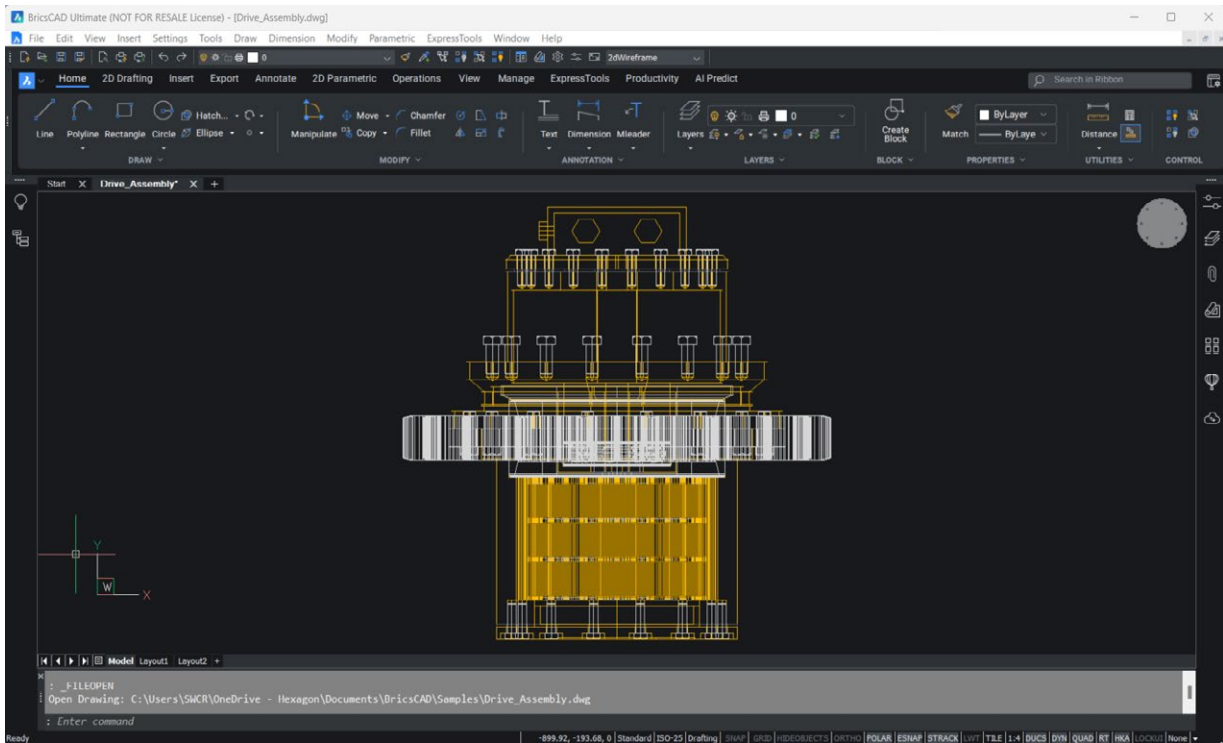 BricsCAD Ultimate (NOT FOR RESALE License) - [Drive_Assembly.dwg]
File Edit View Insert Settings Tools Draw Dimension Modify Parametric ExpressTools Window Help
0 2dWireframe
Home 2D Drafting Insert Export Annotate 2D Parametric Operations View Manage ExpressTools Productivity AI Predict Search in Ribbon
Hatch... Move Chamfer 0 ByLayer
Line Polyline Rectangle Circle Ellipse Manipulate Copy Fillet Text Dimension Mleader Layers Create Block Match ByLaye Distance
DRAW MODIFY ANNOTATION LAYERS BLOCK PROPERTIES UTILITIES CONTROL
Start X Drive_Assembly* X +
Y
W
X
Model Layout1 Layout2 +
: _FILEOPEN
Open Drawing: C:\Users\SWCR\OneDrive - Hexagon\Documents\BricsCAD\Samples\Drive_Assembly.dwg
: Enter command
Ready -899.92, -193.68, 0 Standard ISO-25 Drafting SNAP GRID HIDEOBJECTS ORTHO POLAR ESNAP STRACK LWT TILE 1:4 DUCS DYN QUAD RT HKA LOCKUI None